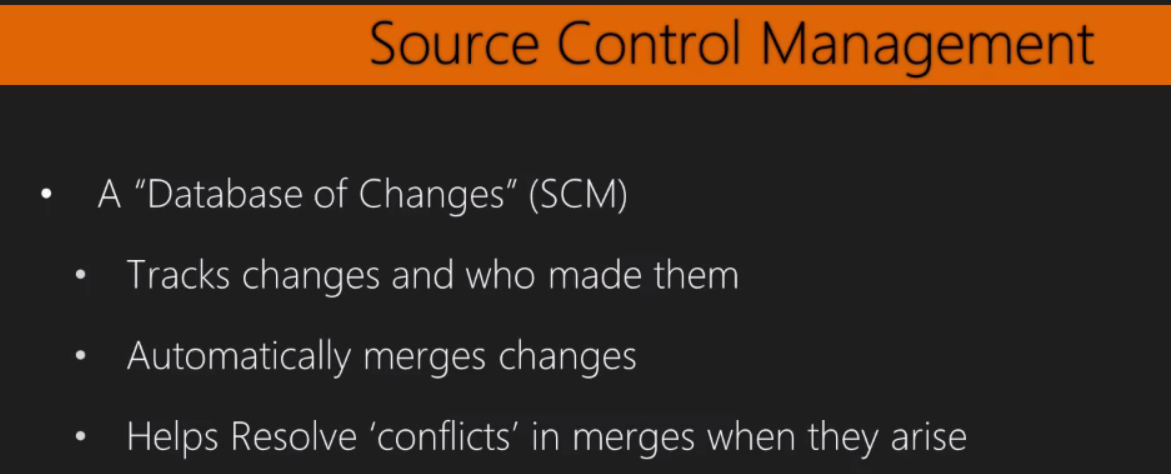 Source Control Management
• A “Database of Changes” (SCM)
• Tracks changes and who made them
• Automatically merges changes
• Helps Resolve ‘conflicts’ in merges when they arise